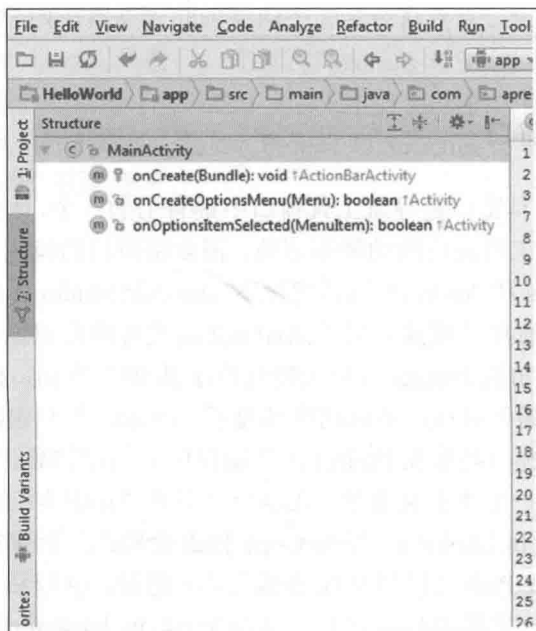 File Edit View Navigate Code Analyze Refactor Build Run Tool
app
HelloWorld app src main java com apre
Structure
1: Project
MainActivity
onCreate(Bundle): void ↑ActionBarActivity
onCreateOptionsMenu(Menu): boolean ↑Activity
onOptionsItemSelected(MenuItem): boolean ↑Activity
2: Structure
Build Variants
orites
1
2
3
7
8
9
10
11
12
13
14
15
16
17
18
19
20
21
22
23
24
25
26